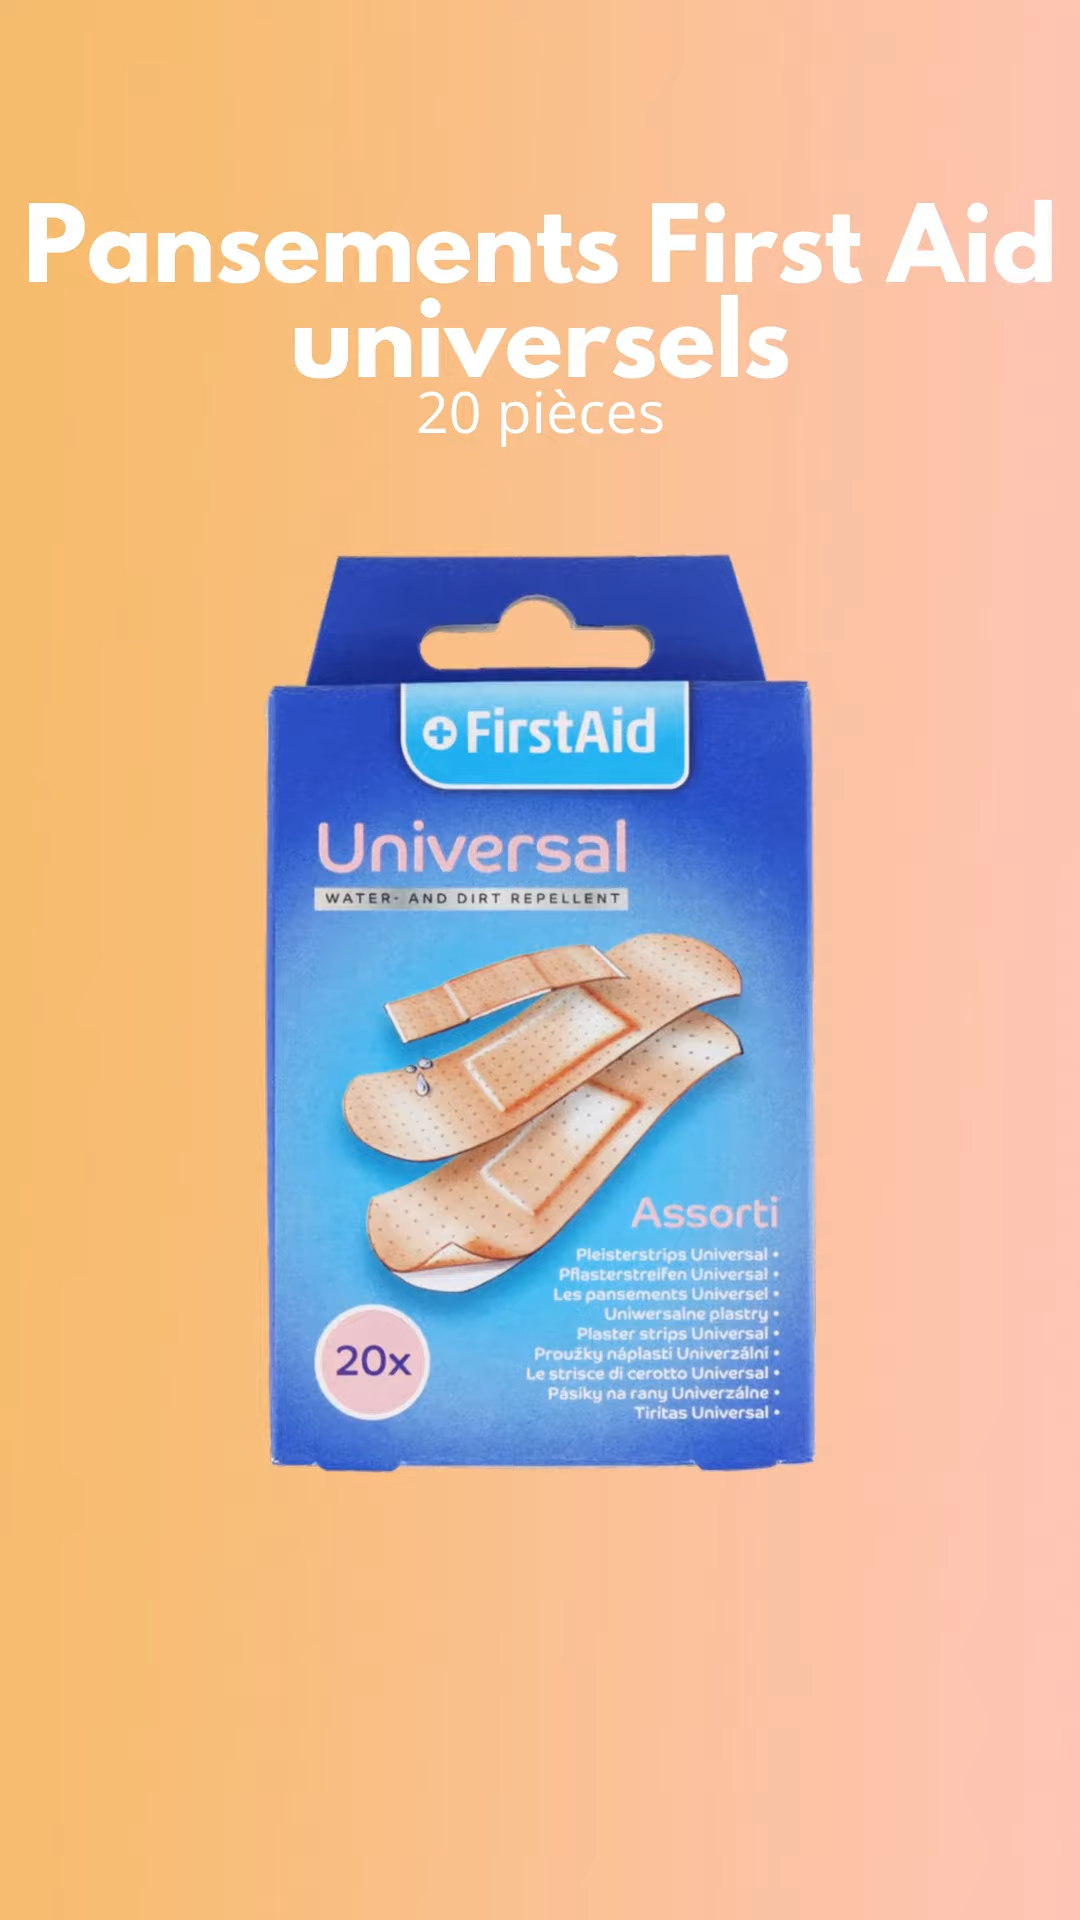 Pansements First Aid
universels
20 pièces
FirstAid
Universal
WATER- AND DIRT REPELLENT
Assorti
Pleisterstrips Universal •
Pflasterstreifen Universal •
Les pansements Universel •
Uniwersalne plastry •
Plaster strips Universal •
Proužky náplasti Univerzální •
Le strisce di cerotto Universal •
Pásiky na rany Univerzálne •
Tiritas Universal •
20x